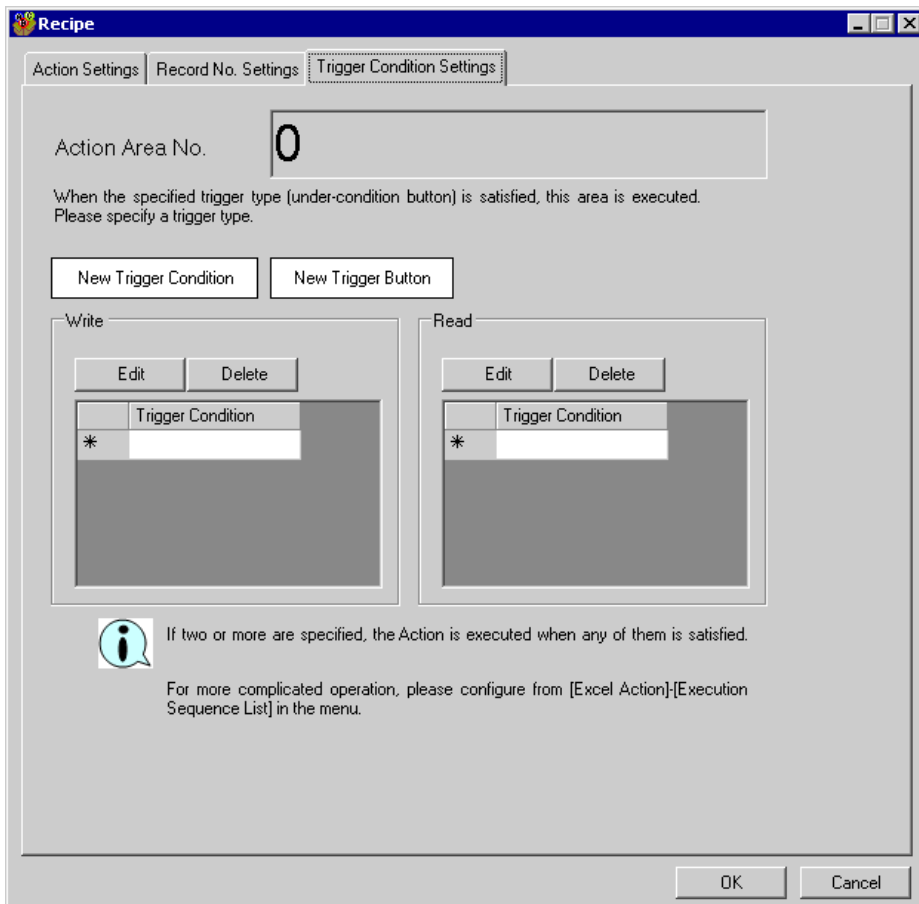 Recipe
Action Settings Record No. Settings Trigger Condition Settings
Action Area No. 0
When the specified trigger type (under-condition button) is satisfied, this area is executed.
Please specify a trigger type.
New Trigger Condition New Trigger Button
Write Read
Edit Delete Edit Delete
Trigger Condition Trigger Condition
* *
If two or more are specified, the Action is executed when any of them is satisfied.
For more complicated operation, please configure from [Excel Action]-[Execution
Sequence List] in the menu.
OK Cancel